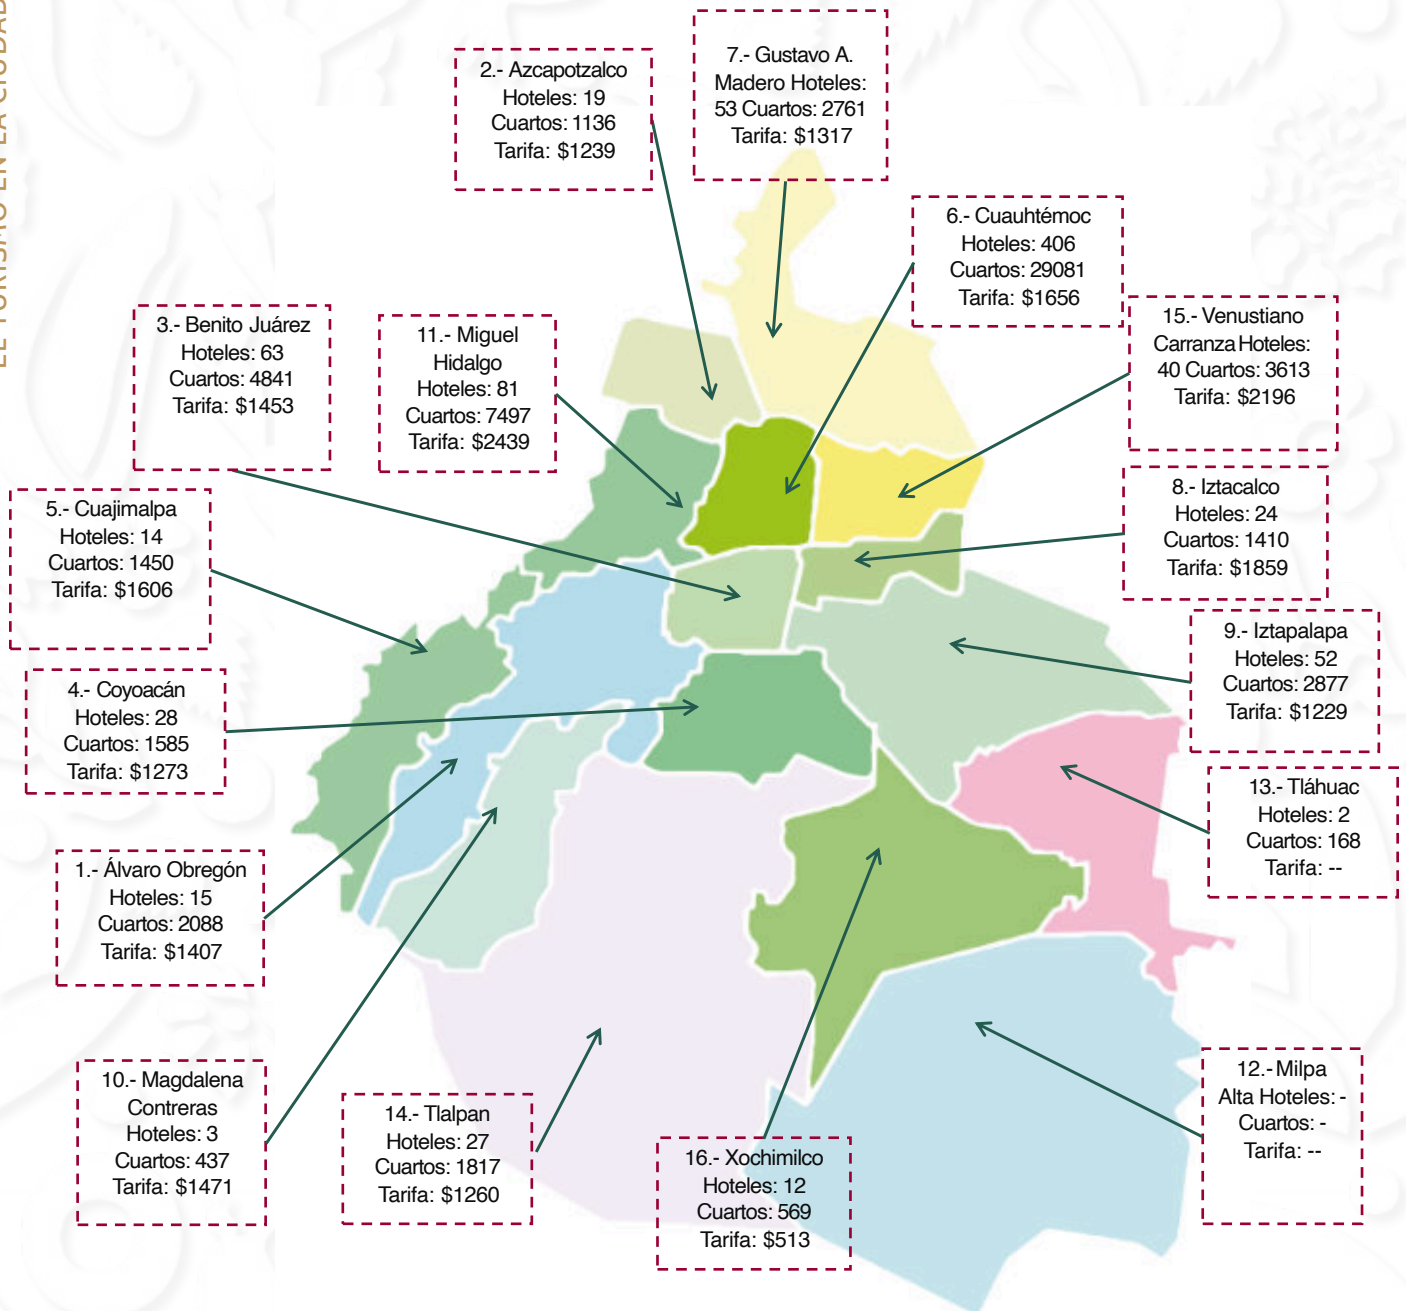 EL TURISMO EN LA CIUDAD
2.- Azcapotzalco
Hoteles: 19
Cuartos: 1136
Tarifa: $1239
7.- Gustavo A.
Madero Hoteles:
53 Cuartos: 2761
Tarifa: $1317
6.- Cuauhtémoc
Hoteles: 406
Cuartos: 29081
Tarifa: $1656
3.- Benito Juárez
Hoteles: 63
Cuartos: 4841
Tarifa: $1453
11.- Miguel
Hidalgo
Hoteles: 81
Cuartos: 7497
Tarifa: $2439
15.- Venustiano
Carranza Hoteles:
40 Cuartos: 3613
Tarifa: $2196
5.- Cuajimalpa
Hoteles: 14
Cuartos: 1450
Tarifa: $1606
8.- Iztacalco
Hoteles: 24
Cuartos: 1410
Tarifa: $1859
9.- Iztapalapa
Hoteles: 52
Cuartos: 2877
Tarifa: $1229
4.- Coyoacán
Hoteles: 28
Cuartos: 1585
Tarifa: $1273
13.- Tláhuac
Hoteles: 2
Cuartos: 168
Tarifa: --
1.- Álvaro Obregón
Hoteles: 15
Cuartos: 2088
Tarifa: $1407
10.- Magdalena
Contreras
Hoteles: 3
Cuartos: 437
Tarifa: $1471
14.- Tlalpan
Hoteles: 27
Cuartos: 1817
Tarifa: $1260
16.- Xochimilco
Hoteles: 12
Cuartos: 569
Tarifa: $513
12.- Milpa
Alta Hoteles: -
Cuartos: -
Tarifa: --